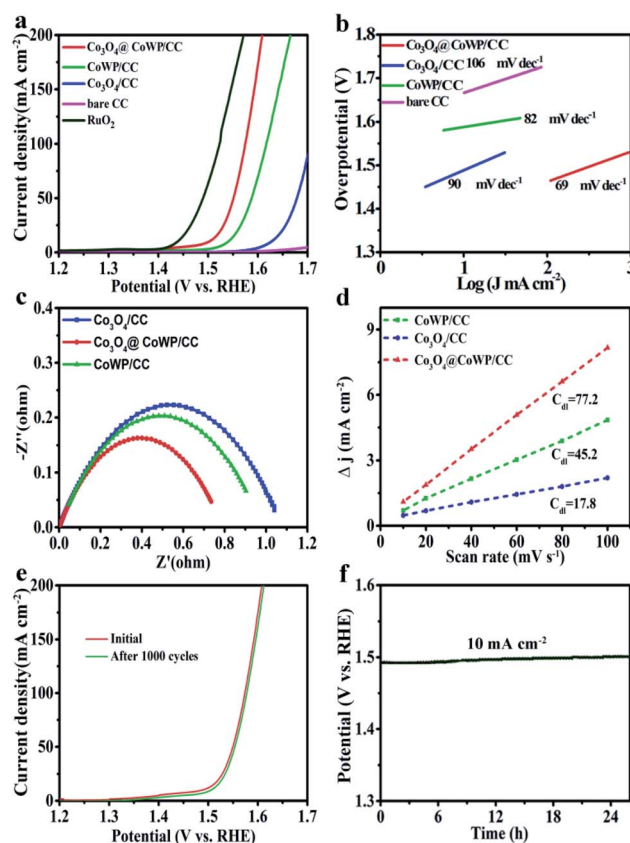 a
200
150
100
50
0
Current density(mA cm⁻²)
Co₃O₄@ CoWP/CC
CoWP/CC
Co₃O₄/CC
bare CC
RuO₂
1.2 1.3 1.4 1.5 1.6 1.7
Potential (V vs. RHE)
b
1.8
1.7
1.6
1.5
1.4
1.3
Overpotential (V)
Co₃O₄@CoWP/CC
Co₃O₄/CC 106 mV dec⁻¹
CoWP/CC
bare CC
82 mV dec⁻¹
90 mV dec⁻¹
69 mV dec⁻¹
0 1 2 3
Log (J mA cm⁻²)
c
0.4
0.3
0.2
0.1
0.0
-Z''(ohm)
Co₃O₄/CC
Co₃O₄@ CoWP/CC
CoWP/CC
0.0 0.2 0.4 0.6 0.8 1.0 1.2
Z'(ohm)
d
9
6
3
0
Δ j (mA cm⁻²)
CoWP/CC
Co₃O₄/CC
Co₃O₄@CoWP/CC
C_dl=77.2
C_dl=45.2
C_dl=17.8
0 20 40 60 80 100
Scan rate (mV s⁻¹)
e
200
150
100
50
0
Current density(mA cm⁻²)
Initial
After 1000 cycles
1.2 1.3 1.4 1.5 1.6 1.7
Potential (V vs. RHE)
f
1.6
1.5
1.4
1.3
Potential (V vs. RHE)
10 mA cm⁻²
0 6 12 18 24
Time (h)